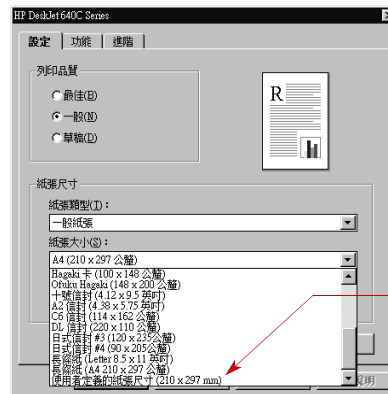 HP DeskJet 640C Series
設定 功能 進階
列印品質
最佳(B)
一般(N)
草稿(D)
R
紙張尺寸
紙張類型(T)：
一般紙張
紙張大小(S)：
A4 (210 x 297 公釐)
Hagaki 卡 (100 x 148 公釐)
Ofuku Hagaki (148 x 200 公釐)
十號信封 (4.12 x 9.5 英吋)
A2 信封 (4.38 x 5.75 英吋)
C6 信封 (114 x 162 公釐)
DL 信封 (220 x 110 公釐)
日式信封 #3 (120 x 235公釐)
日式信封 #4 (90 x 205公釐)
長條紙 (Letter 8.5 x 11 英吋)
長條紙 (A4 210 x 297 公釐)
使用者定義的紙張尺寸 (210 x 297 mm)
說明